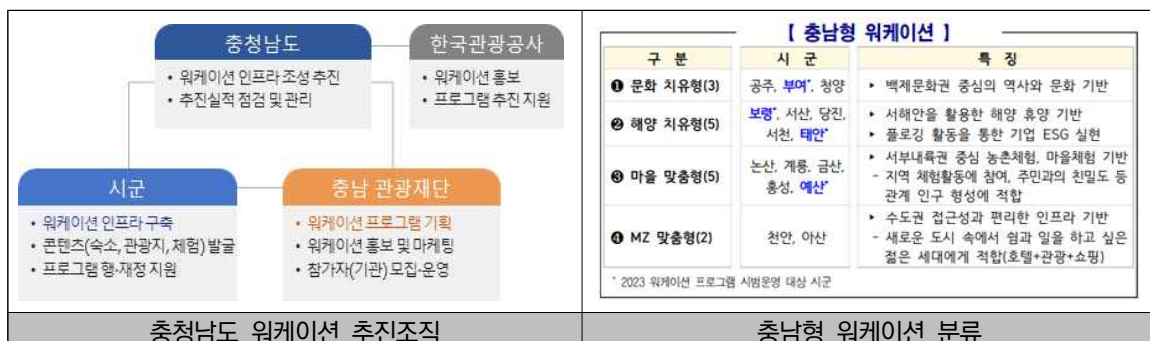 충청남도
• 워케이션 인프라 조성 추진
• 추진실적 점검 및 관리
한국관광공사
• 워케이션 홍보
• 프로그램 추진 지원
시군
• 워케이션 인프라 구축
• 콘텐츠(숙소,관광지,체험) 발굴
• 프로그램 행·재정 지원
충남 관광재단
• 워케이션 프로그램 기획
• 워케이션 홍보 및 마케팅
• 참가자(기관) 모집·운영
충청남도 워케이션 추진조직
【 충남형 워케이션 】
구 분 시 군 특 징
❶ 문화 치유형(3) 공주, 부여*, 청양 ▸ 백제문화권 중심의 역사와 문화 기반
❷ 해양 치유형(5) 보령*, 서산, 당진,
서천, 태안*
▸ 서해안을 활용한 해양 휴양 기반
▸ 플로깅 활동을 통한 기업 ESG 실현
❸ 마을 맞춤형(5) 논산, 계룡, 금산,
홍성, 예산*
▸ 서부내륙권 중심 농촌체험, 마을체험 기반
- 지역 체험활동에 참여, 주민과의 친밀도 등
관계 인구 형성에 적합
❹ MZ 맞춤형(2) 천안, 아산
▸ 수도권 접근성과 편리한 인프라 기반
- 새로운 도시 속에서 쉼과 일을 하고 싶은
젊은 세대에게 적합(호텔+관광+쇼핑)
* 2023 워케이션 프로그램 시범운영 대상 시군
충남형 워케이션 분류